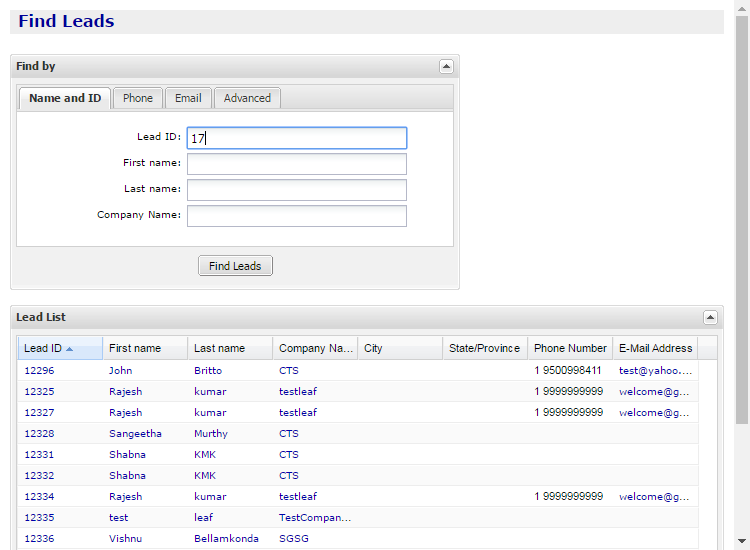 Find Leads
Find by
Name and ID Phone Email Advanced
Lead ID: 17
First name:
Last name:
Company Name:
Find Leads
Lead List
Lead ID First name Last name Company Na... City State/Province Phone Number E-Mail Address
12296 John Britto CTS 1 9500998411 test@yahoo....
12325 Rajesh kumar testleaf 1 9999999999 welcome@g...
12327 Rajesh kumar testleaf 1 9999999999 welcome@g...
12328 Sangeetha Murthy CTS
12331 Shabna KMK CTS
12332 Shabna KMK CTS
12334 Rajesh kumar testleaf 1 9999999999 welcome@g...
12335 test leaf TestCompan...
12336 Vishnu Bellamkonda SGSG